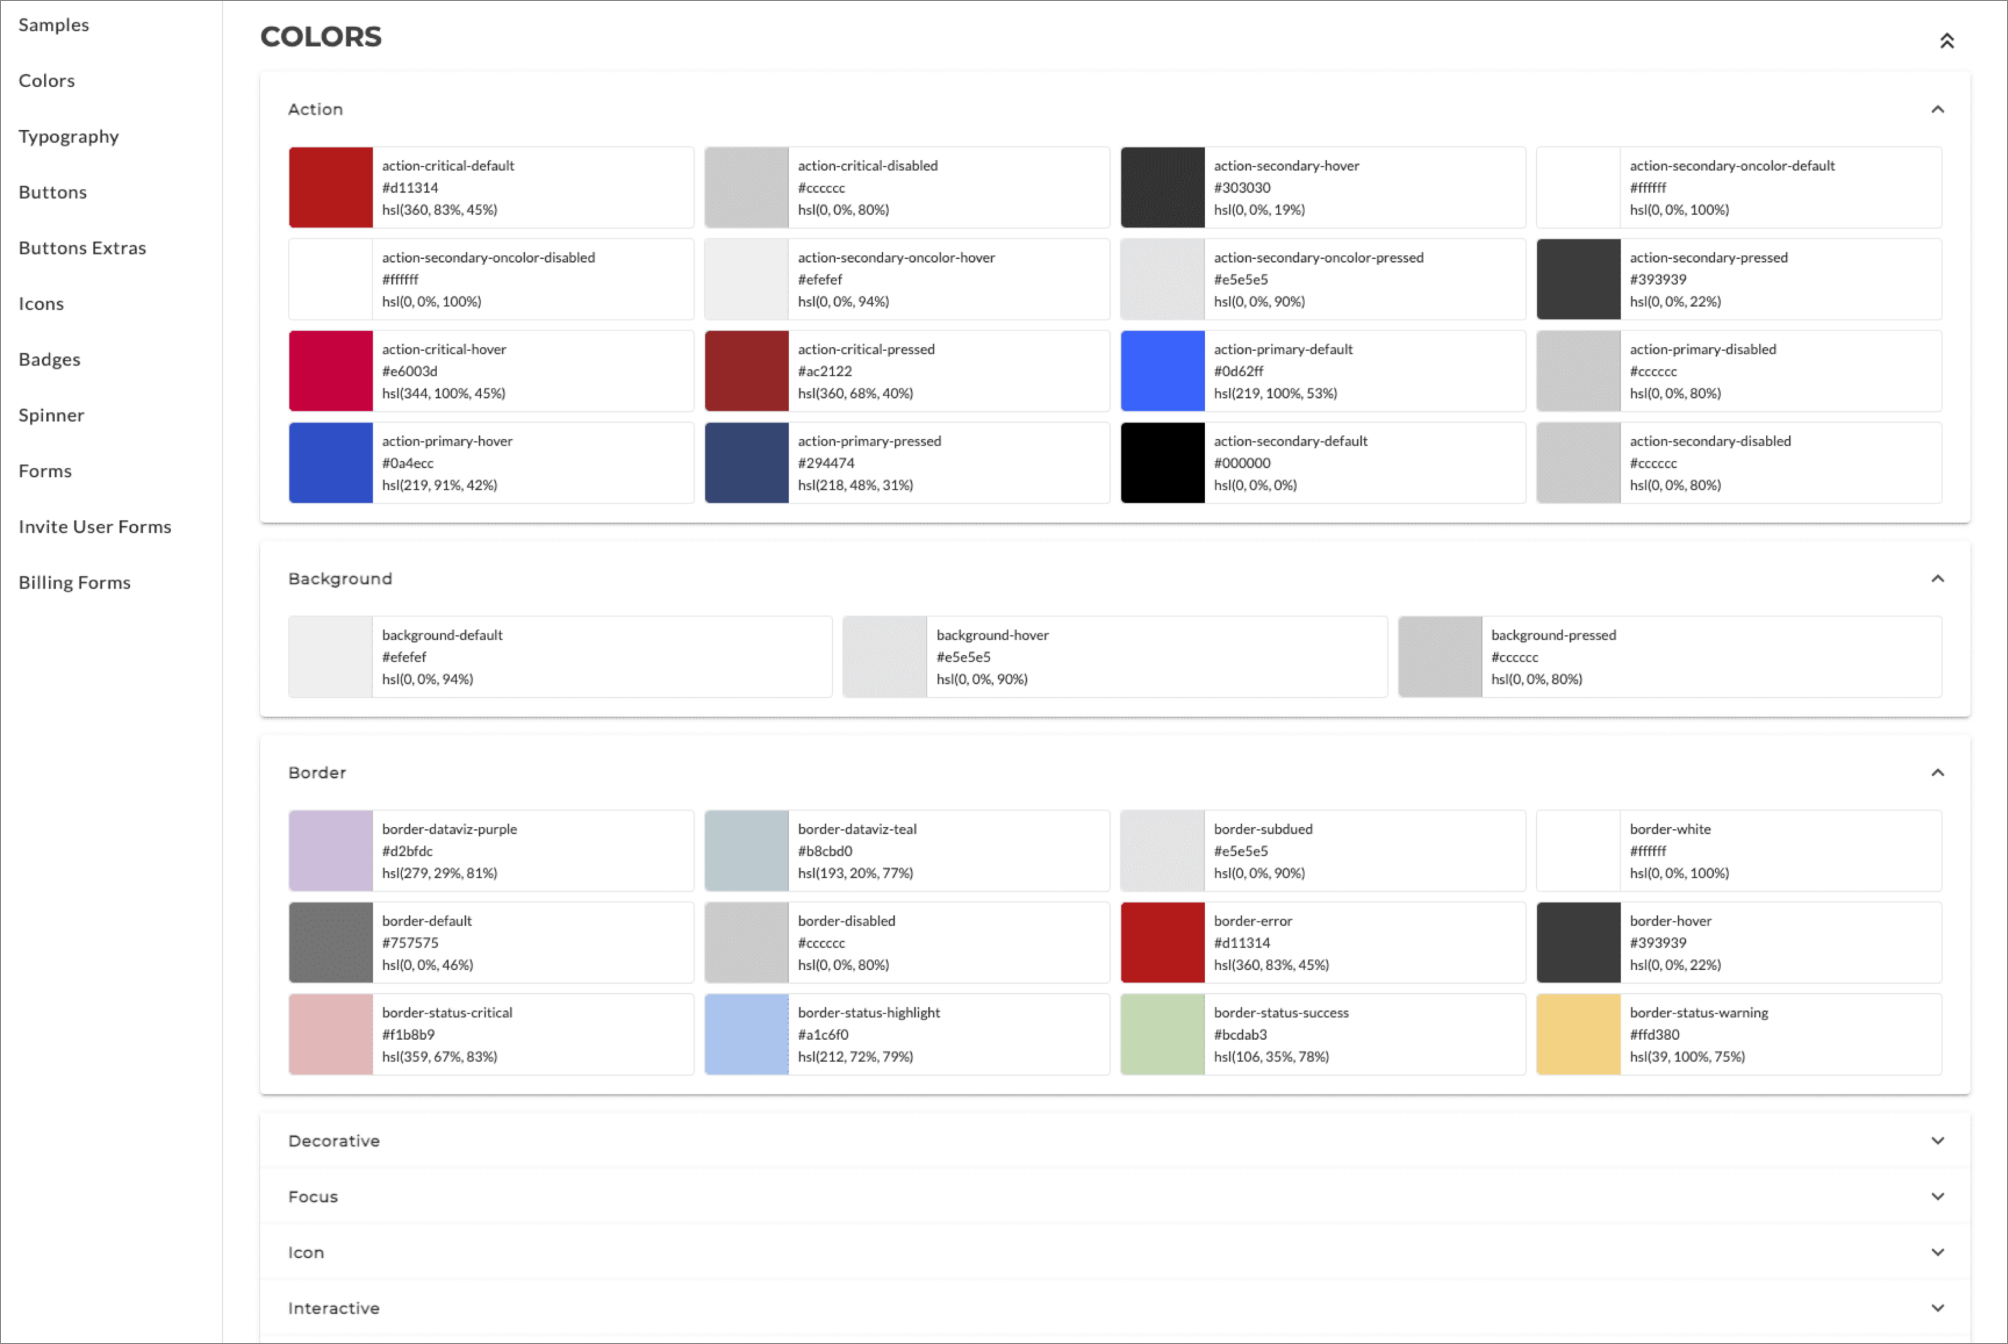 Samples
Colors
Typography
Buttons
Buttons Extras
Icons
Badges
Spinner
Forms
Invite User Forms
Billing Forms
COLORS
Action
action-critical-default
#d11314
hsl(360, 83%, 45%)
action-critical-disabled
#cccccc
hsl(0, 0%, 80%)
action-secondary-hover
#303030
hsl(0, 0%, 19%)
action-secondary-oncolor-default
#ffffff
hsl(0, 0%, 100%)
action-secondary-oncolor-disabled
#ffffff
hsl(0, 0%, 100%)
action-secondary-oncolor-hover
#efefef
hsl(0, 0%, 94%)
action-secondary-oncolor-pressed
#e5e5e5
hsl(0, 0%, 90%)
action-secondary-pressed
#393939
hsl(0, 0%, 22%)
action-critical-hover
#e6003d
hsl(344, 100%, 45%)
action-critical-pressed
#ac2122
hsl(360, 68%, 40%)
action-primary-default
#0d62ff
hsl(219, 100%, 53%)
action-primary-disabled
#cccccc
hsl(0, 0%, 80%)
action-primary-hover
#0a4ecc
hsl(219, 91%, 42%)
action-primary-pressed
#294474
hsl(218, 48%, 31%)
action-secondary-default
#000000
hsl(0, 0%, 0%)
action-secondary-disabled
#cccccc
hsl(0, 0%, 80%)
Background
background-default
#efefef
hsl(0, 0%, 94%)
background-hover
#e5e5e5
hsl(0, 0%, 90%)
background-pressed
#cccccc
hsl(0, 0%, 80%)
Border
border-dataviz-purple
#d2bfdc
hsl(279, 29%, 81%)
border-dataviz-teal
#b8cbd0
hsl(193, 20%, 77%)
border-subdued
#e5e5e5
hsl(0, 0%, 90%)
border-white
#ffffff
hsl(0, 0%, 100%)
border-default
#757575
hsl(0, 0%, 46%)
border-disabled
#cccccc
hsl(0, 0%, 80%)
border-error
#d11314
hsl(360, 83%, 45%)
border-hover
#393939
hsl(0, 0%, 22%)
border-status-critical
#f1b8b9
hsl(359, 67%, 83%)
border-status-highlight
#a1c6f0
hsl(212, 72%, 79%)
border-status-success
#bcdab3
hsl(106, 35%, 78%)
border-status-warning
#ffd380
hsl(39, 100%, 75%)
Decorative
Focus
Icon
Interactive